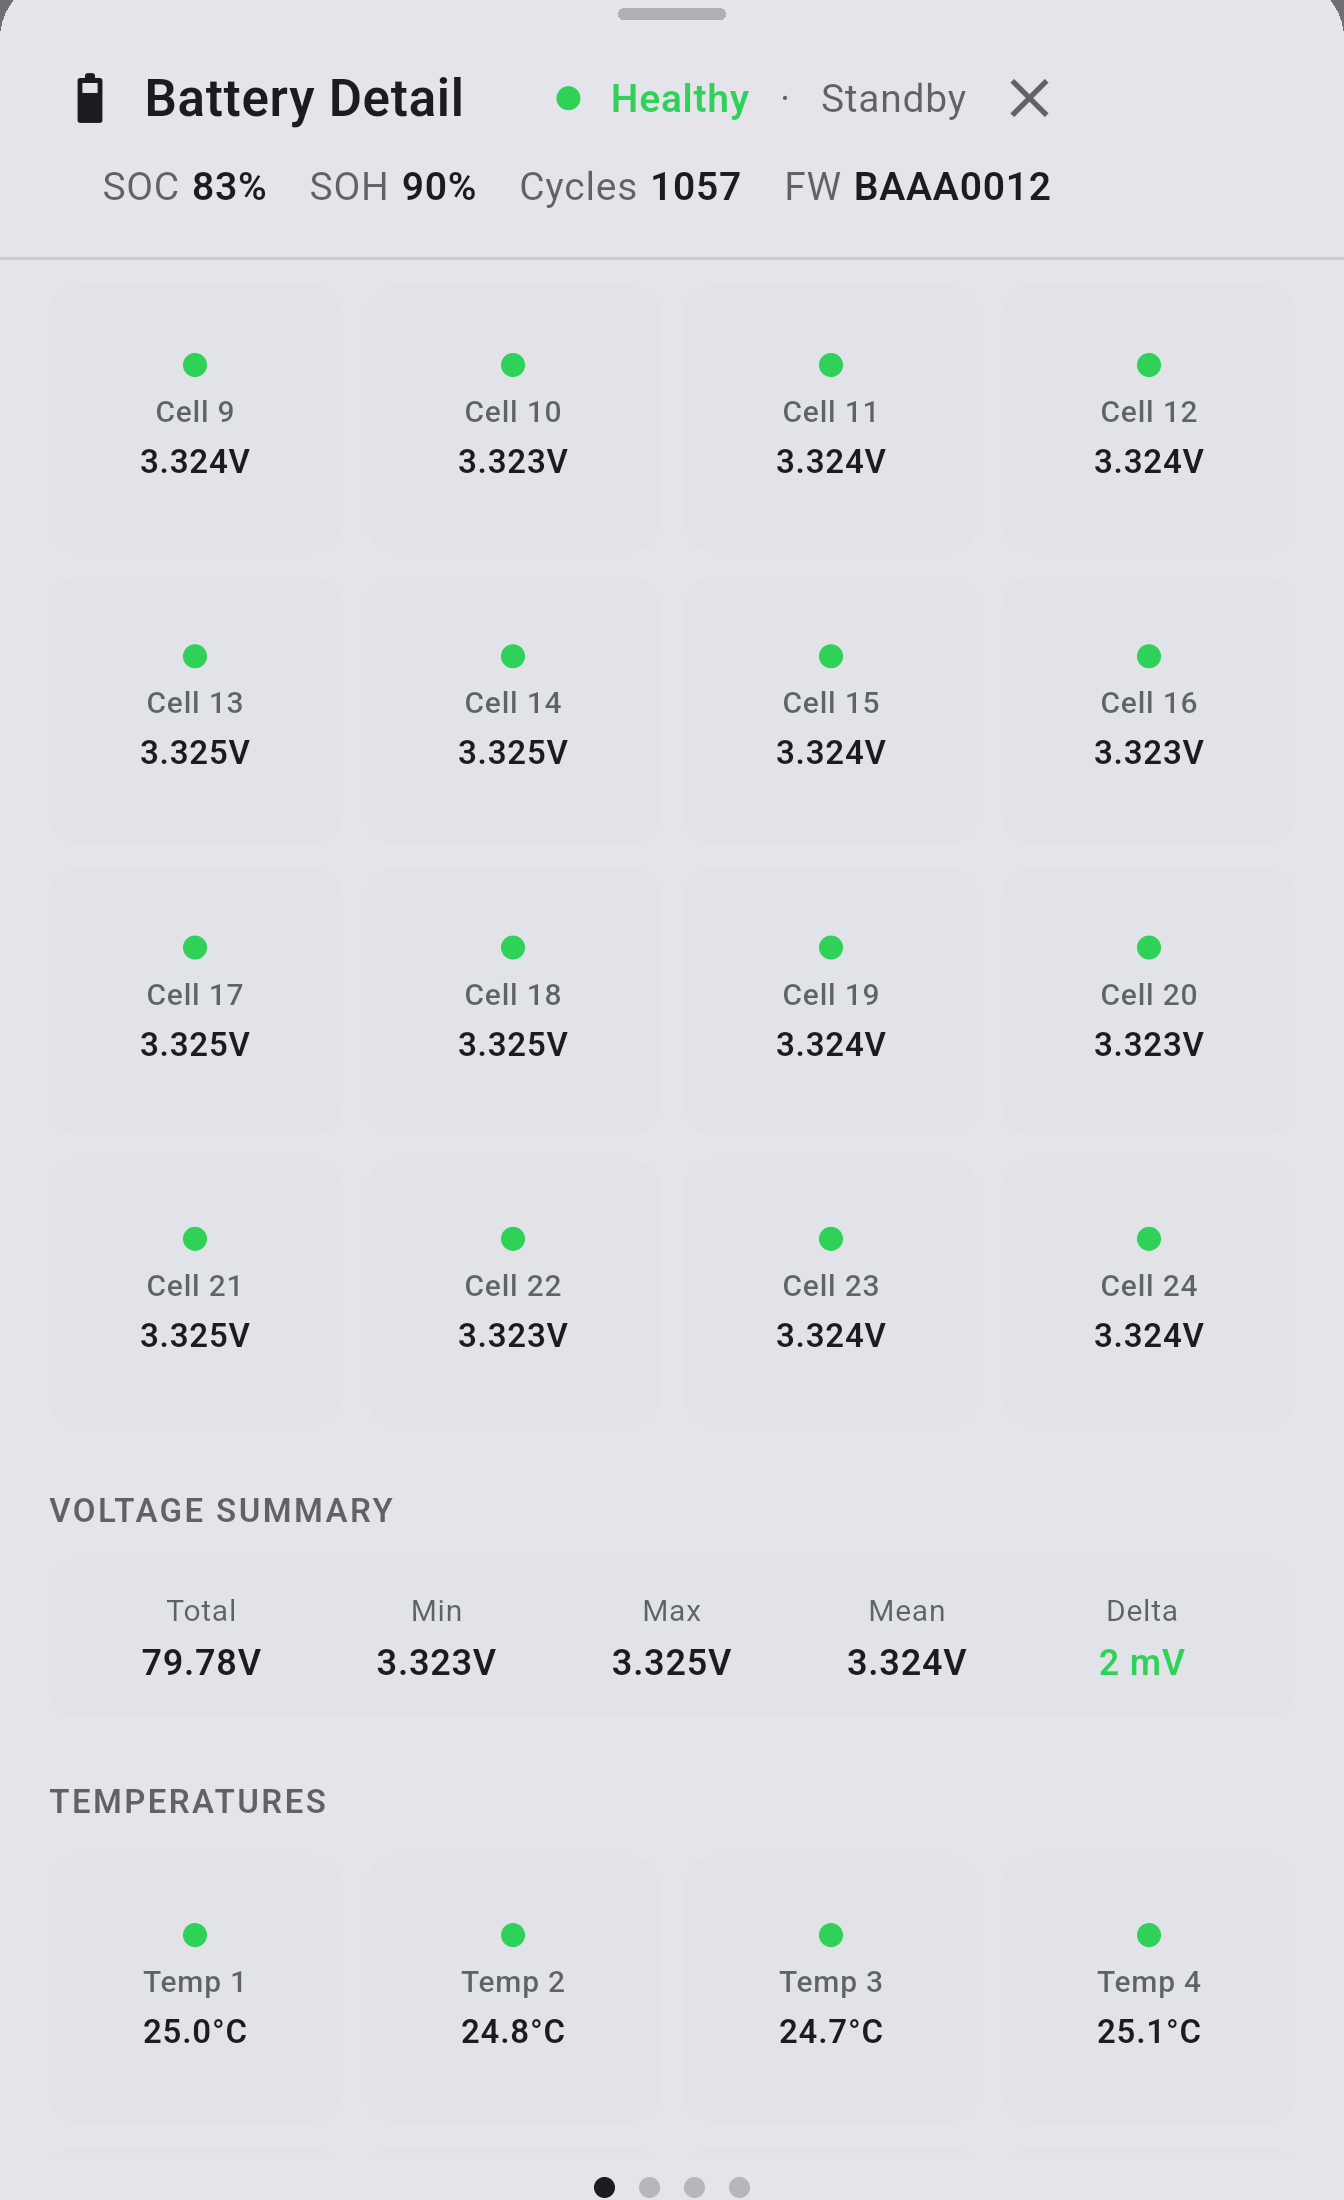 Battery Detail Healthy · Standby
SOC 83% SOH 90% Cycles 1057 FW BAAA0012
Cell 9 Cell 10 Cell 11 Cell 12
3.324V 3.323V 3.324V 3.324V
Cell 13 Cell 14 Cell 15 Cell 16
3.325V 3.325V 3.324V 3.323V
Cell 17 Cell 18 Cell 19 Cell 20
3.325V 3.325V 3.324V 3.323V
Cell 21 Cell 22 Cell 23 Cell 24
3.325V 3.323V 3.324V 3.324V
VOLTAGE SUMMARY
Total Min Max Mean Delta
79.78V 3.323V 3.325V 3.324V 2 mV
TEMPERATURES
Temp 1 Temp 2 Temp 3 Temp 4
25.0°C 24.8°C 24.7°C 25.1°C